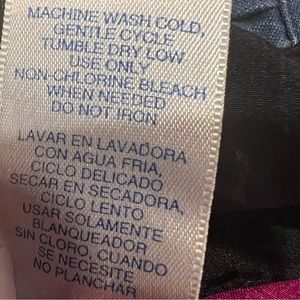 MACHINE WASH COLD,
GENTLE CYCLE
TUMBLE DRY LOW
USE ONLY
NON-CHLORINE BLEACH
WHEN NEEDED
DO NOT IRON
LAVAR EN LAVADORA
CON AGUA FRIA,
CICLO DELICADO
SECAR EN SECADORA,
CICLO LENTO
USAR SOLAMENTE
BLANQUEADOR
SIN CLORO, CUANDO
SE NECESITE
NO PLANCHAR